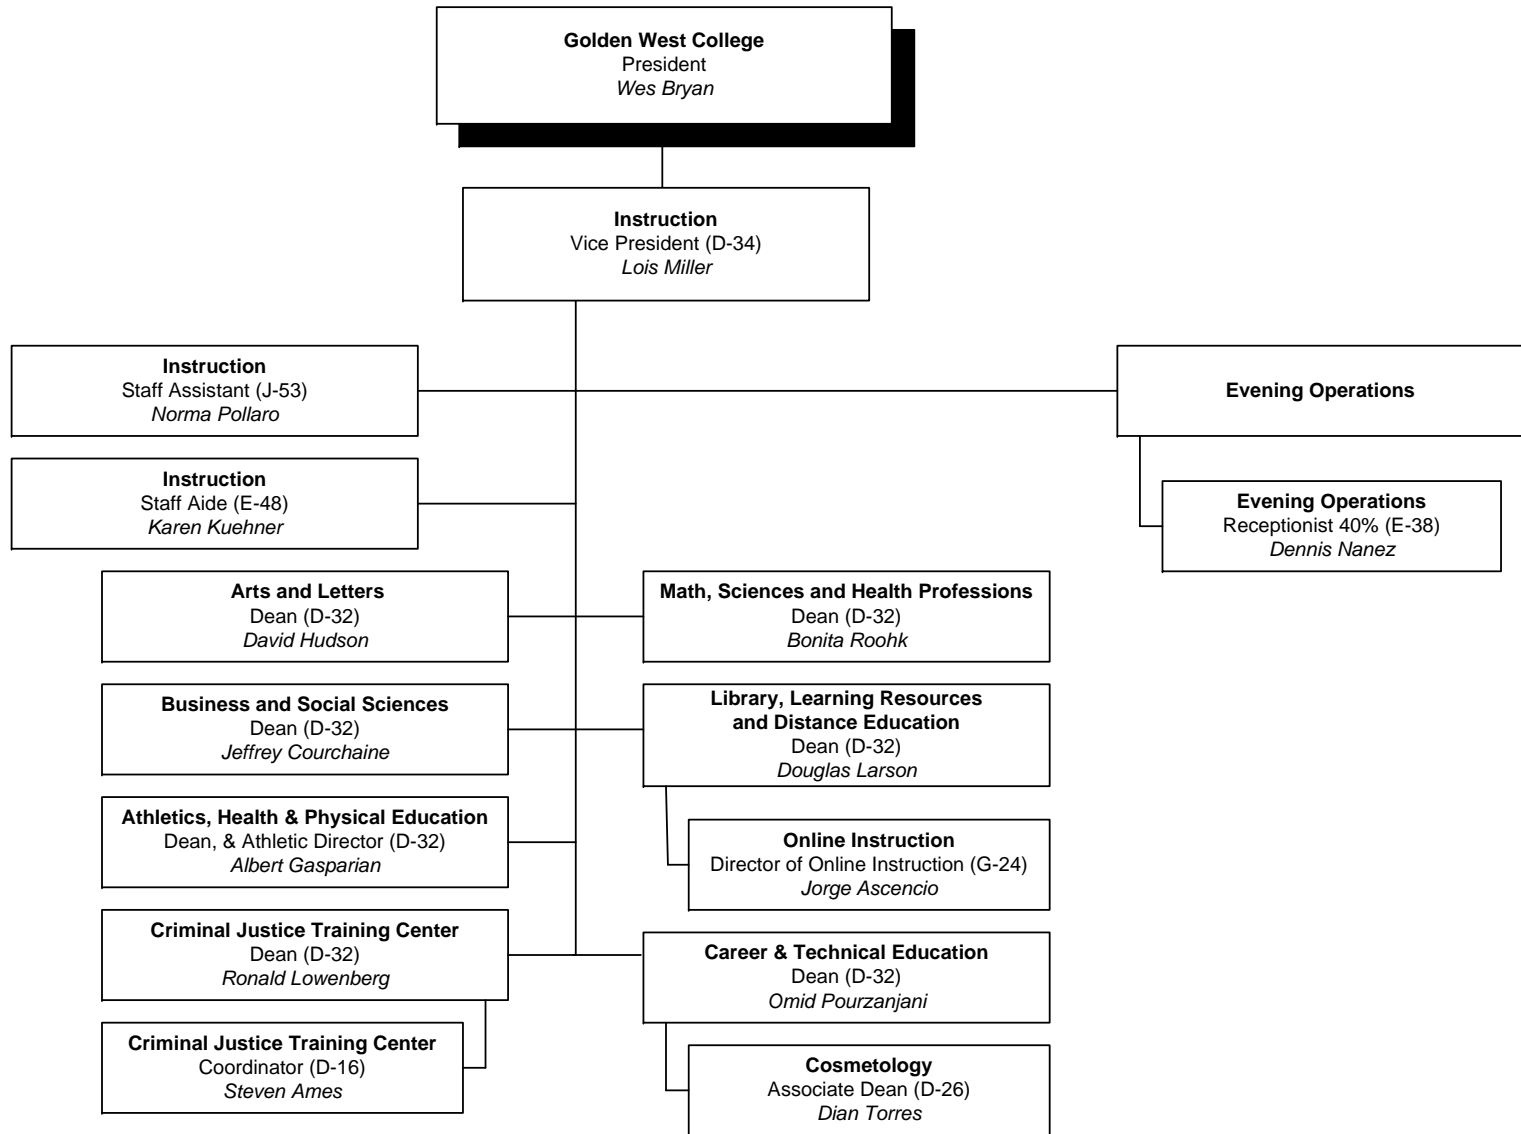 Golden West College
President
Wes Bryan
Instruction
Vice President (D-34)
Lois Miller
Instruction
Staff Assistant (J-53)
Norma Pollaro
Evening Operations
Instruction
Staff Aide (E-48)
Karen Kuehner
Evening Operations
Receptionist 40% (E-38)
Dennis Nanez
Arts and Letters
Dean (D-32)
David Hudson
Math, Sciences and Health Professions
Dean (D-32)
Bonita Roohk
Business and Social Sciences
Dean (D-32)
Jeffrey Courchaine
Library, Learning Resources
and Distance Education
Dean (D-32)
Douglas Larson
Athletics, Health & Physical Education
Dean, & Athletic Director (D-32)
Albert Gasparian
Online Instruction
Director of Online Instruction (G-24)
Jorge Ascencio
Criminal Justice Training Center
Dean (D-32)
Ronald Lowenberg
Career & Technical Education
Dean (D-32)
Omid Pourzanjani
Criminal Justice Training Center
Coordinator (D-16)
Steven Ames
Cosmetology
Associate Dean (D-26)
Dian Torres